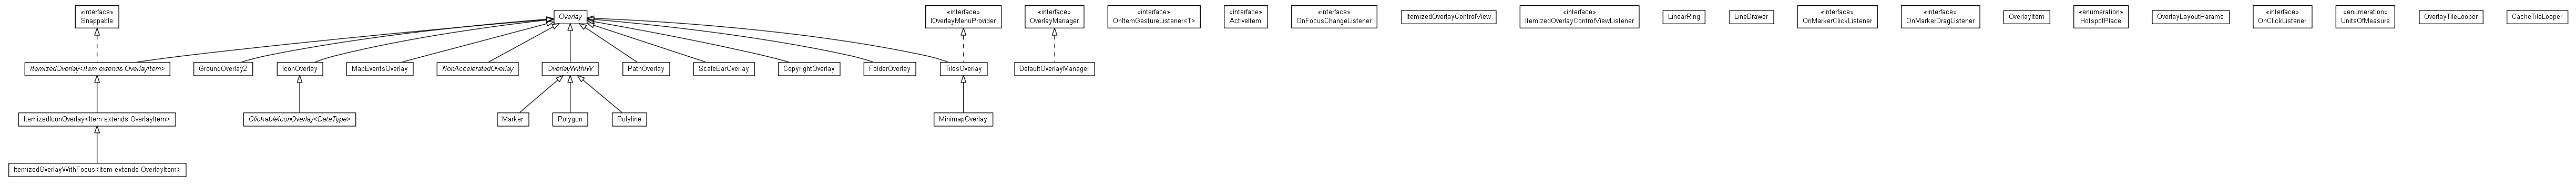 «interface»
Snappable
Overlay
«interface»
IOverlayMenuProvider
«interface»
OverlayManager
«interface»
OnItemGestureListener<T>
«interface»
ActiveItem
«interface»
OnFocusChangeListener
ItemizedOverlayControlView
«interface»
ItemizedOverlayControlViewListener
LinearRing
LineDrawer
«interface»
OnMarkerClickListener
«interface»
OnMarkerDragListener
OverlayItem
«enumeration»
HotspotPlace
OverlayLayoutParams
«interface»
OnClickListener
«enumeration»
UnitsOfMeasure
OverlayTileLooper
CacheTileLooper
ItemizedOverlay<Item extends OverlayItem>
GroundOverlay2
IconOverlay
MapEventsOverlay
NonAcceleratedOverlay
OverlayWithIW
PathOverlay
ScaleBarOverlay
CopyrightOverlay
FolderOverlay
TilesOverlay
DefaultOverlayManager
ItemizedIconOverlay<Item extends OverlayItem>
ClickableIconOverlay<DataType>
Marker
Polygon
Polyline
MinimapOverlay
ItemizedOverlayWithFocus<Item extends OverlayItem>